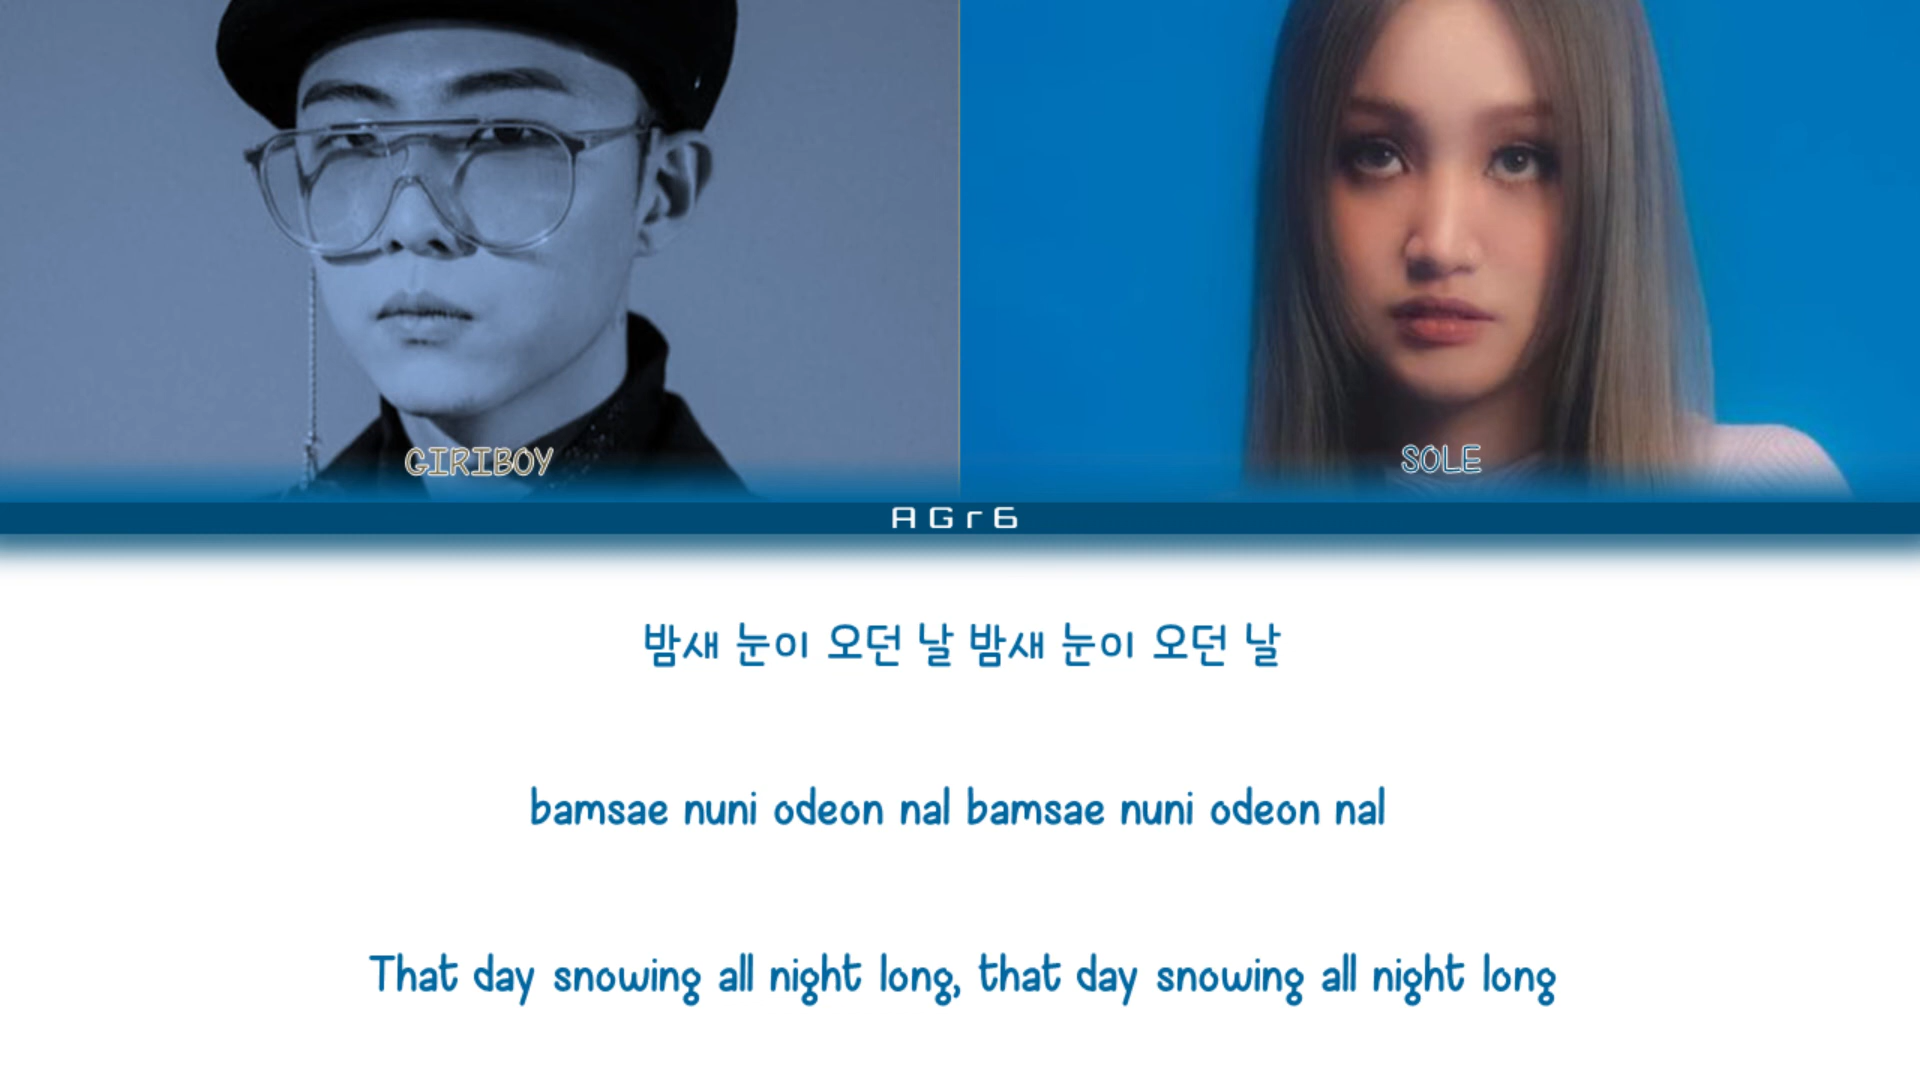 GIRIBOY
SOLE
AGr6
밤새 눈이 오던 날 밤새 눈이 오던 날
bamsae nuni odeon nal bamsae nuni odeon nal
That day snowing all night long, that day snowing all night long